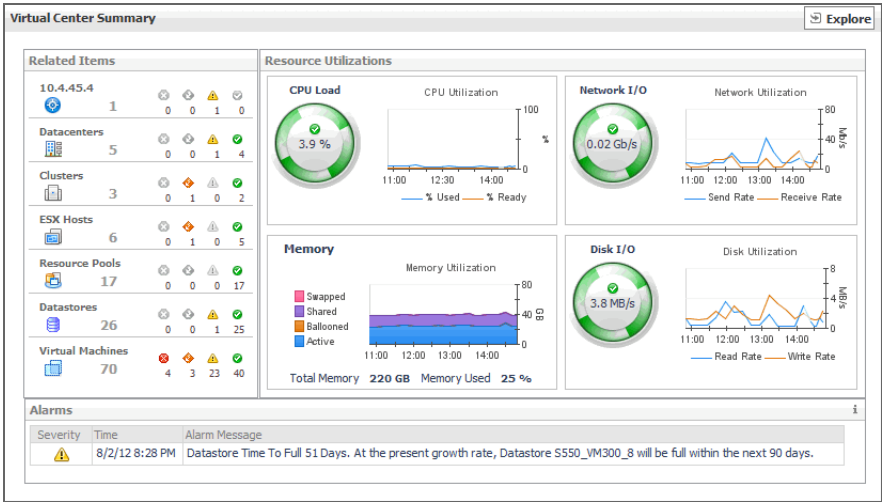 Virtual Center Summary
Explore
Related Items
10.4.45.4
1 0 0 1 0
Datacenters
5 0 0 1 4
Clusters
3 0 1 0 2
ESX Hosts
6 0 1 0 5
Resource Pools
17 0 0 0 17
Datastores
26 0 0 1 25
Virtual Machines
70 4 3 23 40
Resource Utilizations
CPU Load
3.9 %
CPU Utilization
100
%
0
11:00 12:30 14:00
% Used % Ready
Network I/O
0.02 Gb/s
Network Utilization
80
40
Mb/s
0
11:00 12:00 13:00 14:00
Send Rate Receive Rate
Memory
Memory Utilization
Swapped
Shared
Ballooned
Active
80
40
GB
0
11:00 12:00 13:00 14:00
Total Memory 220 GB Memory Used 25 %
Disk I/O
3.8 MB/s
Disk Utilization
8
4
MB/s
0
11:00 12:00 13:00 14:00
Read Rate Write Rate
Alarms
i
Severity Time Alarm Message
8/2/12 8:28 PM Datastore Time To Full 51 Days. At the present growth rate, Datastore S550_VM300_8 will be full within the next 90 days.